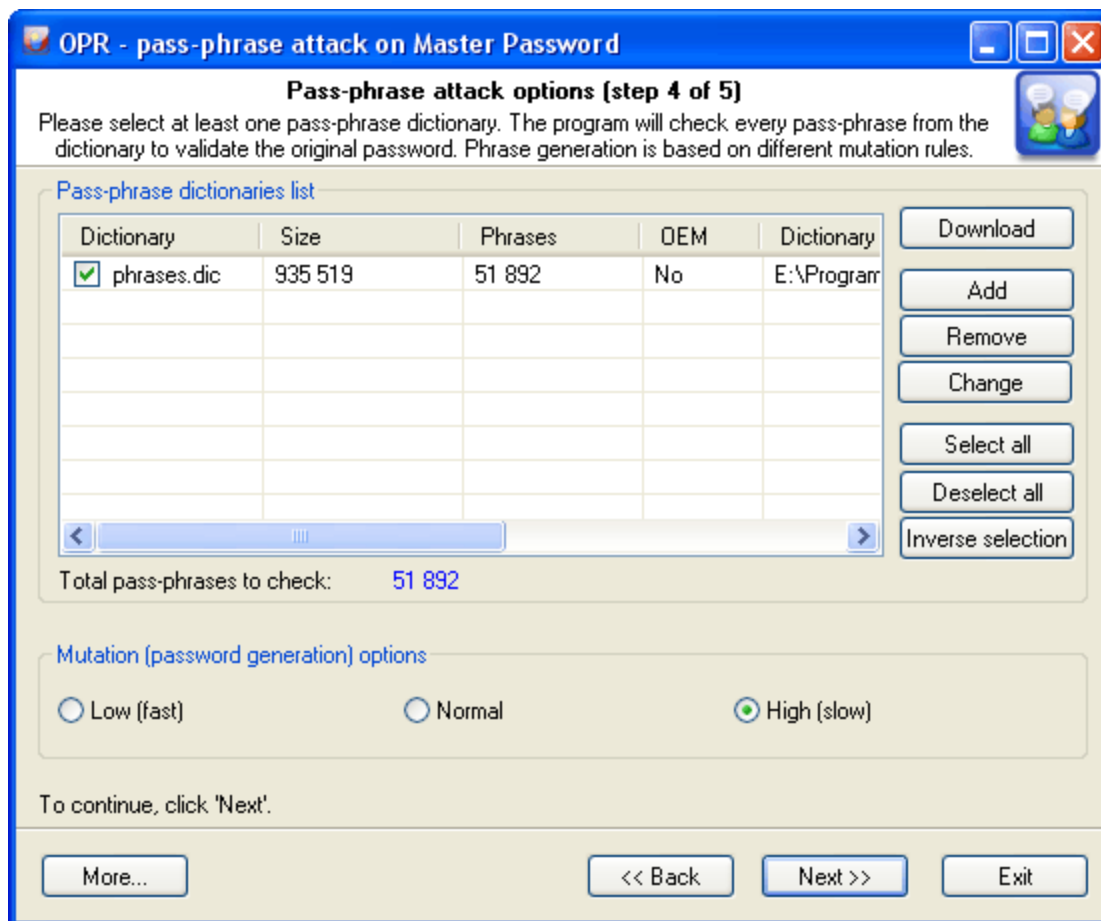 OPR - pass-phrase attack on Master Password
Pass-phrase attack options (step 4 of 5)
Please select at least one pass-phrase dictionary. The program will check every pass-phrase from the
dictionary to validate the original password. Phrase generation is based on different mutation rules.
Pass-phrase dictionaries list
Dictionary Size Phrases OEM Dictionary
phrases.dic 935 519 51 892 No E:\Program
Download
Add
Remove
Change
Select all
Deselect all
Inverse selection
Total pass-phrases to check: 51 892
Mutation (password generation) options
Low (fast) Normal High (slow)
To continue, click 'Next'.
More... << Back Next >> Exit